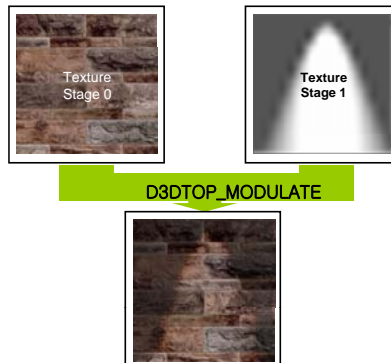 Texture
Stage 0
Texture
Stage 1
D3DTOP_MODULATE